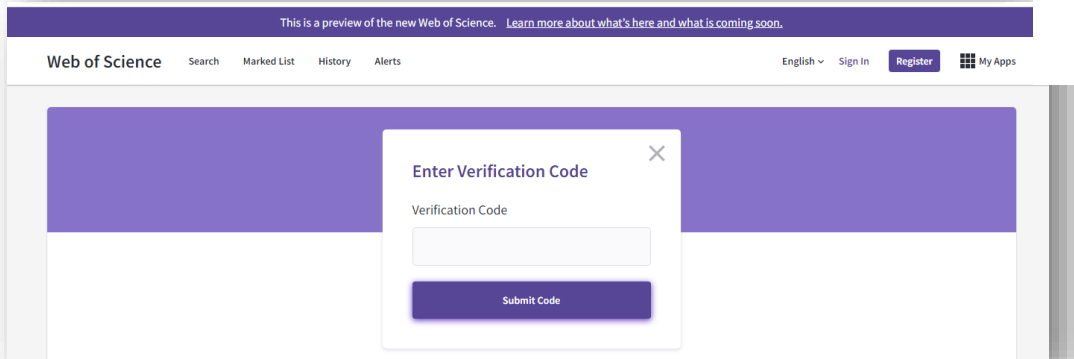 This is a preview of the new Web of Science. Learn more about what's here and what is coming soon.
Web of Science Search Marked List History Alerts English Sign In Register My Apps
Enter Verification Code
Verification Code
Submit Code